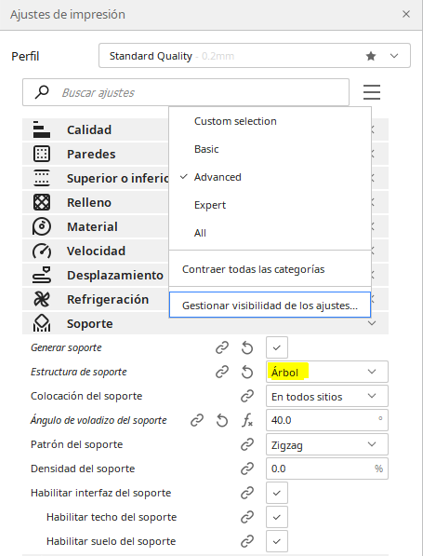 Ajustes de impresión
Perfil
Standard Quality - 0.2mm
Buscar ajustes
Custom selection
Basic
Advanced
Expert
All
Contraer todas las categorías
Gestionar visibilidad de los ajustes...
Calidad
Paredes
Superior o inferio
Relleno
Material
Velocidad
Desplazamiento
Refrigeración
Soporte
Generar soporte
Estructura de soporte Árbol
Colocación del soporte En todos sitios
Ángulo de voladizo del soporte 40.0 °
Patrón del soporte Zigzag
Densidad del soporte 0.0 %
Habilitar interfaz del soporte
Habilitar techo del soporte
Habilitar suelo del soporte